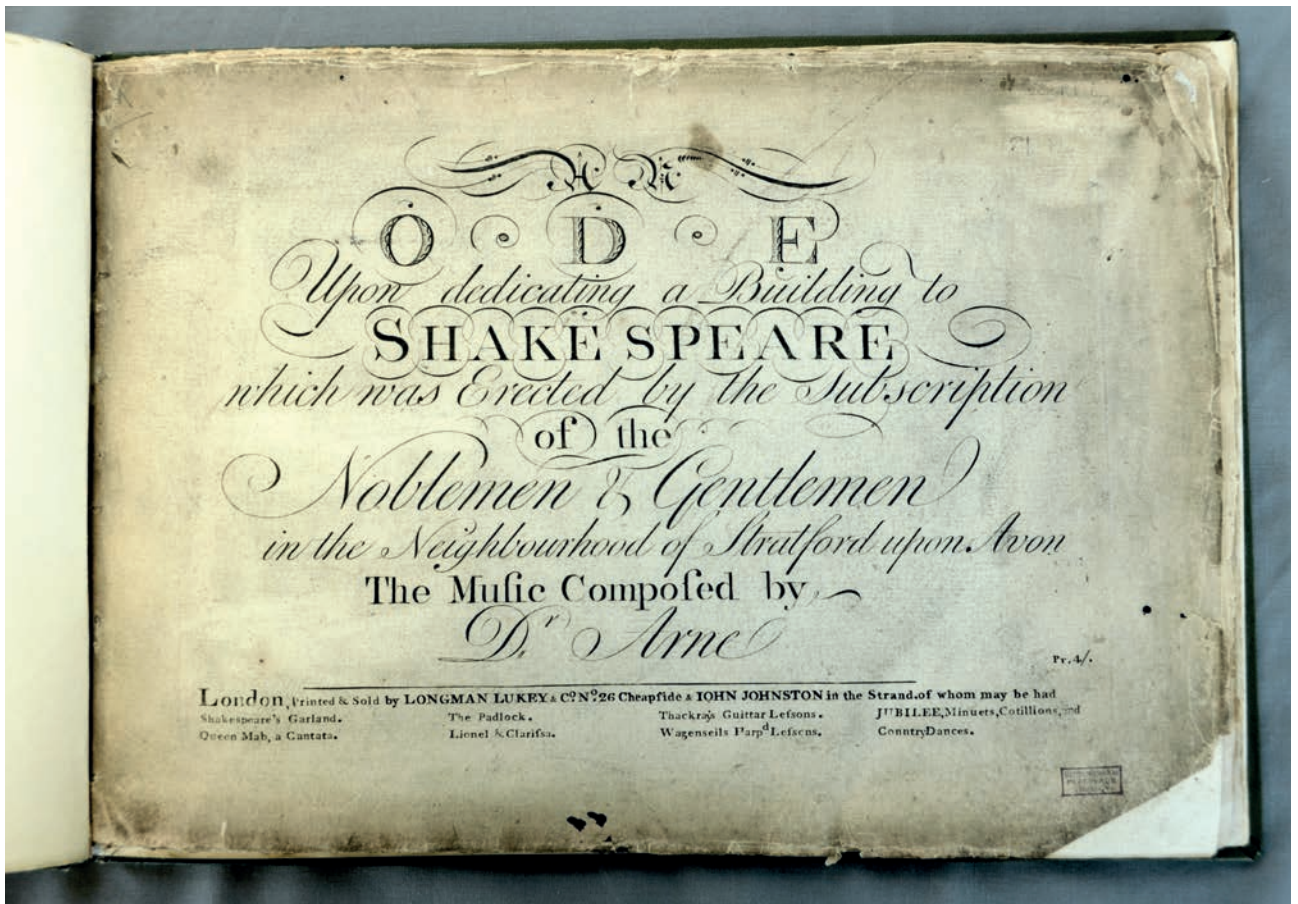 AN
ODE
Upon dedicating a Building to
SHAKESPEARE
which was Erected by the Subscription
of the
Noblemen & Gentlemen
in the Neighbourhood of Stratford upon Avon
The Muſic Compoſed by
Dr. Arne
Pr. 4/.
London, Printed & Sold by LONGMAN LUKEY & Co. No. 26 Cheapſide & IOHN JOHNSTON in the Strand. of whom may be had
Shakespeare's Garland. The Padlock. Thackray's Guittar Leſsons. JUBILEE, Minuets, Cotillions, and
Queen Mab, a Cantata. Lionel & Clariſsa. Wagenseils Harpd. Leſsons. Conntry Dances.